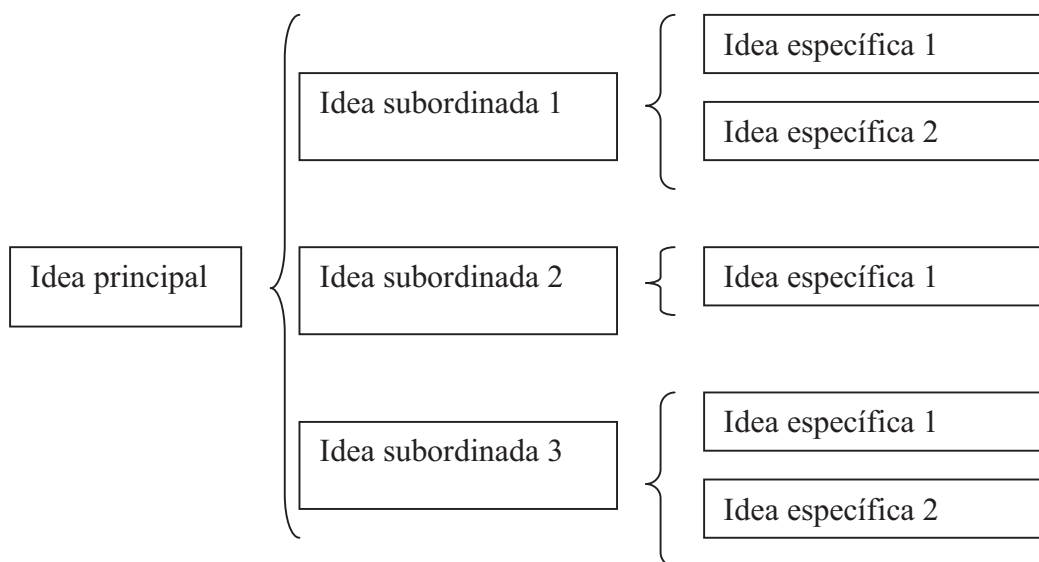 Idea principal
Idea subordinada 1
Idea específica 1
Idea específica 2
Idea subordinada 2
Idea específica 1
Idea subordinada 3
Idea específica 1
Idea específica 2